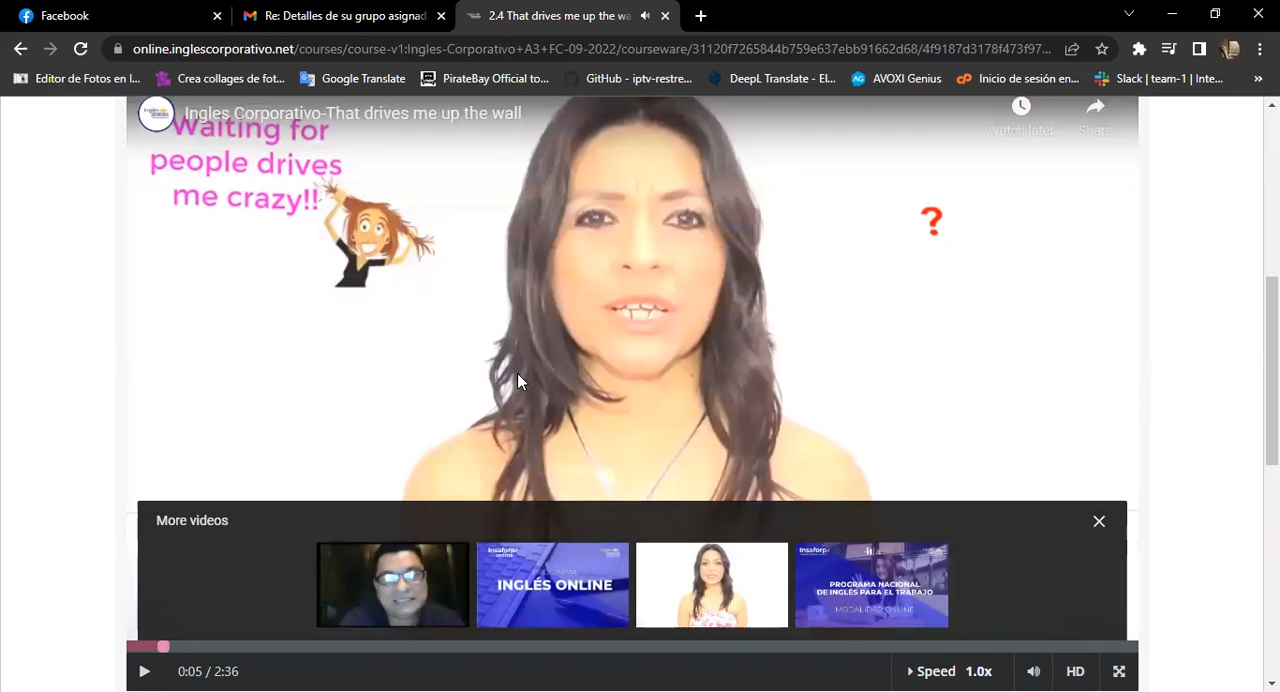 Facebook
Re: Detalles de su grupo asignad
2.4 That drives me up the wa
online.inglescorporativo.net/courses/course-v1:Ingles-Corporativo+A3+FC-09-2022/courseware/31120f7265844b759e637ebb91662d68/4f9187d3178f473f97...
Editor de Fotos en l...
Crea collages de fot...
Google Translate
PirateBay Official to...
GitHub - iptv-restre...
DeepL Translate - El...
AVOXI Genius
Inicio de sesión en...
Slack | team-1 | Inte...
»
Ingles Corporativo-That drives me up the wall
Watch later
Share
Waiting for
people drives
me crazy!!
?
More videos
Insaforp
online
PROGRAMA
INGLÉS ONLINE
Insaforp
PROGRAMA NACIONAL
DE INGLÉS PARA EL TRABAJO
MODALIDAD ONLINE
0:05 / 2:36
Speed 1.0x
HD